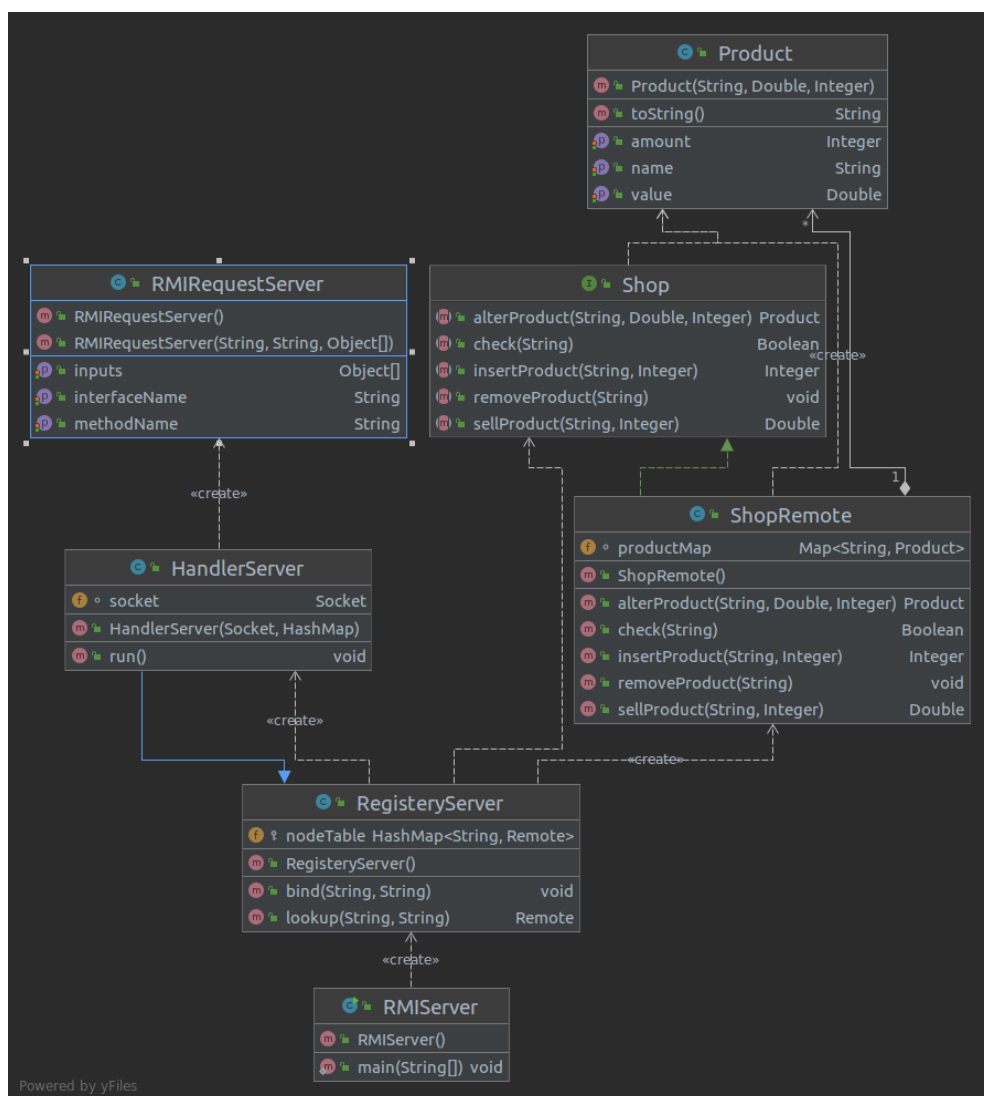 Product
Product(String, Double, Integer)
toString() String
amount Integer
name String
value Double
*
RMIRequestServer
RMIRequestServer()
RMIRequestServer(String, String, Object[])
inputs Object[]
interfaceName String
methodName String
Shop
alterProduct(String, Double, Integer) Product
check(String) Boolean
insertProduct(String, Integer) Integer
removeProduct(String) void
sellProduct(String, Integer) Double
«create»
1
«create»
ShopRemote
productMap Map<String, Product>
ShopRemote()
alterProduct(String, Double, Integer) Product
check(String) Boolean
insertProduct(String, Integer) Integer
removeProduct(String) void
sellProduct(String, Integer) Double
HandlerServer
socket Socket
HandlerServer(Socket, HashMap)
run() void
«create»
«create»
RegisteryServer
nodeTable HashMap<String, Remote>
RegisteryServer()
bind(String, String) void
lookup(String, String) Remote
«create»
RMIServer
RMIServer()
main(String[]) void
Powered by yFiles